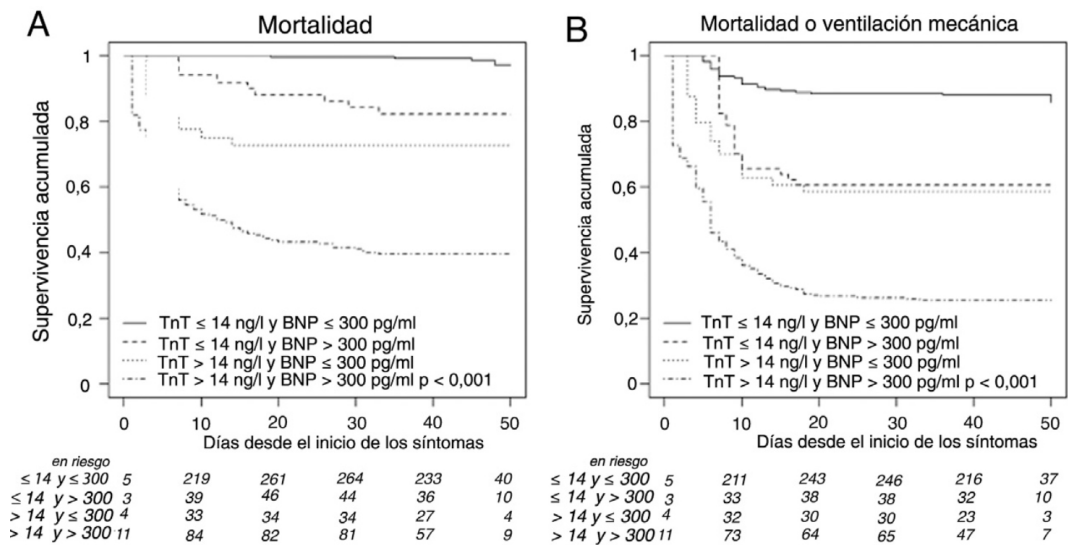 A
Mortalidad
Supervivencia acumulada
1
0,8
0,6
0,4
0,2
0
TnT ≤ 14 ng/l y BNP ≤ 300 pg/ml
TnT ≤ 14 ng/l y BNP > 300 pg/ml
TnT > 14 ng/l y BNP ≤ 300 pg/ml
TnT > 14 ng/l y BNP > 300 pg/ml p < 0,001
0 10 20 30 40 50
Días desde el inicio de los síntomas
en riesgo
≤ 14 y ≤ 300 5 219 261 264 233 40
≤ 14 y > 300 3 39 46 44 36 10
> 14 y ≤ 300 4 33 34 34 27 4
> 14 y > 300 11 84 82 81 57 9
B
Mortalidad o ventilación mecánica
Supervivencia acumulada
1
0,8
0,6
0,4
0,2
0
TnT ≤ 14 ng/l y BNP ≤ 300 pg/ml
TnT ≤ 14 ng/l y BNP > 300 pg/ml
TnT > 14 ng/l y BNP ≤ 300 pg/ml
TnT > 14 ng/l y BNP > 300 pg/ml p < 0,001
0 10 20 30 40 50
Días desde el inicio de los síntomas
en riesgo
≤ 14 y ≤ 300 5 211 243 246 216 37
≤ 14 y > 300 3 33 38 38 32 10
> 14 y ≤ 300 4 32 30 30 23 3
> 14 y > 300 11 73 64 65 47 7